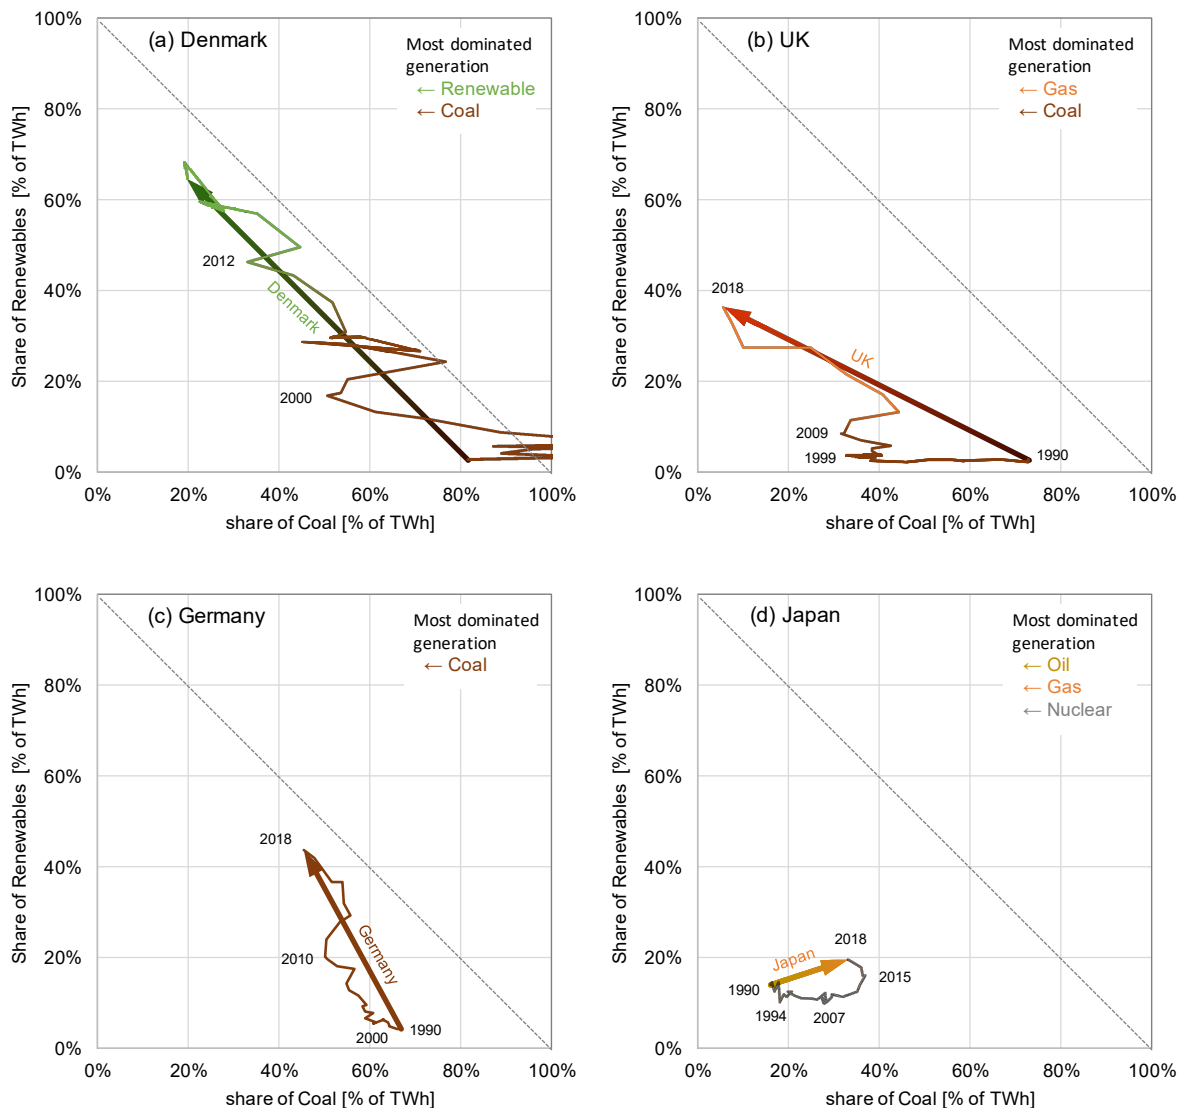 (a) Denmark
Most dominated
generation
← Renewable
← Coal
Share of Renewables [% of TWh]
100%
80%
60%
40%
20%
0%
2012
Denmark
2000
0% 20% 40% 60% 80% 100%
share of Coal [% of TWh]
(b) UK
Most dominated
generation
← Gas
← Coal
Share of Renewables [% of TWh]
100%
80%
60%
40%
20%
0%
2018
UK
2009
1999
1990
0% 20% 40% 60% 80% 100%
share of Coal [% of TWh]
(c) Germany
Most dominated
generation
← Coal
Share of Renewables [% of TWh]
100%
80%
60%
40%
20%
0%
2018
Germany
2010
2000
1990
0% 20% 40% 60% 80% 100%
share of Coal [% of TWh]
(d) Japan
Most dominated
generation
← Oil
← Gas
← Nuclear
Share of Renewables [% of TWh]
100%
80%
60%
40%
20%
0%
2018
Japan
2015
1990
1994
2007
0% 20% 40% 60% 80% 100%
share of Coal [% of TWh]